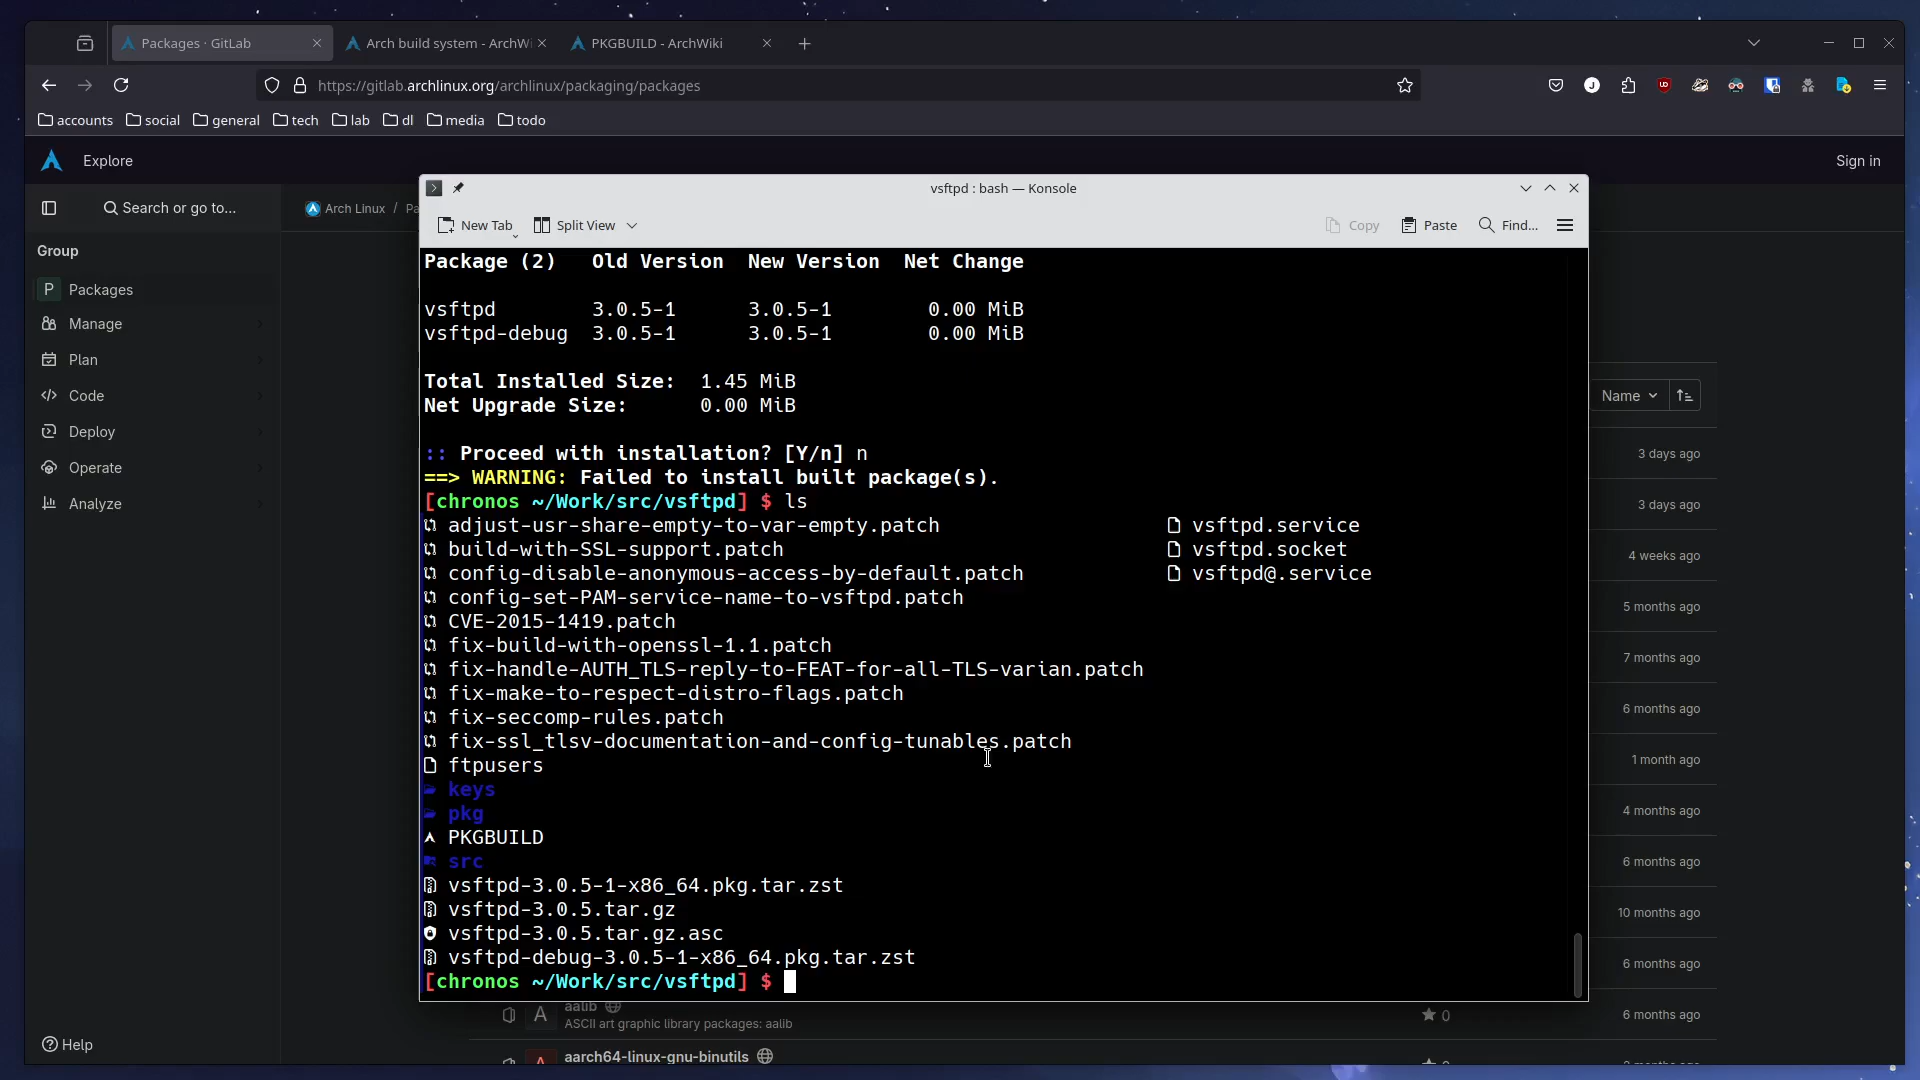 Packages · GitLab
Arch build system - ArchWi
PKGBUILD - ArchWiki
https://gitlab.archlinux.org/archlinux/packaging/packages
accounts social general tech lab dl media todo
Explore
Sign in
Search or go to...
Arch Linux / Pa
vsftpd : bash — Konsole
New Tab Split View Copy Paste Find...
Group
P Packages
Manage
Plan
Code
Deploy
Operate
Analyze
Help
Package (2) Old Version New Version Net Change
vsftpd 3.0.5-1 3.0.5-1 0.00 MiB
vsftpd-debug 3.0.5-1 3.0.5-1 0.00 MiB
Total Installed Size: 1.45 MiB
Net Upgrade Size: 0.00 MiB
:: Proceed with installation? [Y/n] n
==> WARNING: Failed to install built package(s).
[chronos ~/Work/src/vsftpd] $ ls
adjust-usr-share-empty-to-var-empty.patch vsftpd.service
build-with-SSL-support.patch vsftpd.socket
config-disable-anonymous-access-by-default.patch vsftpd@.service
config-set-PAM-service-name-to-vsftpd.patch
CVE-2015-1419.patch
fix-build-with-openssl-1.1.patch
fix-handle-AUTH_TLS-reply-to-FEAT-for-all-TLS-varian.patch
fix-make-to-respect-distro-flags.patch
fix-seccomp-rules.patch
fix-ssl_tlsv-documentation-and-config-tunables.patch
ftpusers
keys
pkg
PKGBUILD
src
vsftpd-3.0.5-1-x86_64.pkg.tar.zst
vsftpd-3.0.5.tar.gz
vsftpd-3.0.5.tar.gz.asc
vsftpd-debug-3.0.5-1-x86_64.pkg.tar.zst
[chronos ~/Work/src/vsftpd] $
Name
3 days ago
3 days ago
4 weeks ago
5 months ago
7 months ago
6 months ago
1 month ago
4 months ago
6 months ago
10 months ago
6 months ago
A aalib
ASCII art graphic library packages: aalib
0
6 months ago
aarch64-linux-gnu-binutils